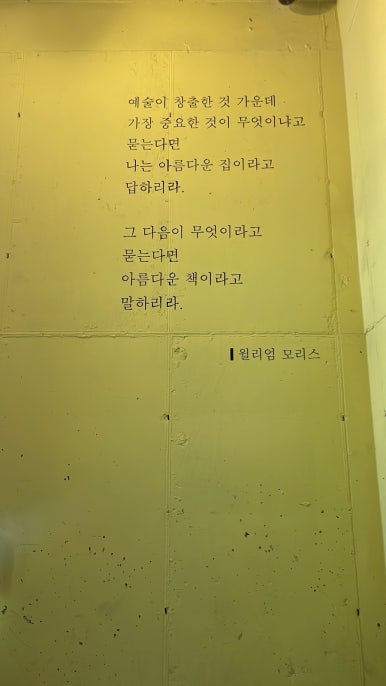 예술이 창출한 것 가운데
가장 중요한 것이 무엇이냐고
묻는다면
나는 아름다운 집이라고
답하리라.
그 다음이 무엇이라고
묻는다면
아름다운 책이라고
말하리라.
윌리엄 모리스